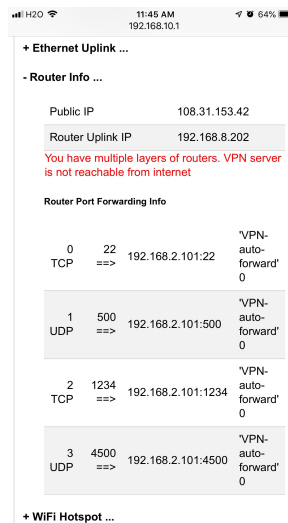 H2O 11:45 AM 64%
192.168.10.1
+ Ethernet Uplink ...
- Router Info ...
Public IP 108.31.153.42
Router Uplink IP 192.168.8.202
You have multiple layers of routers. VPN server
is not reachable from internet
Router Port Forwarding Info
0 TCP 22 ==> 192.168.2.101:22 'VPN-auto-forward' 0
1 UDP 500 ==> 192.168.2.101:500 'VPN-auto-forward' 0
2 TCP 1234 ==> 192.168.2.101:1234 'VPN-auto-forward' 0
3 UDP 4500 ==> 192.168.2.101:4500 'VPN-auto-forward' 0
+ WiFi Hotspot ...